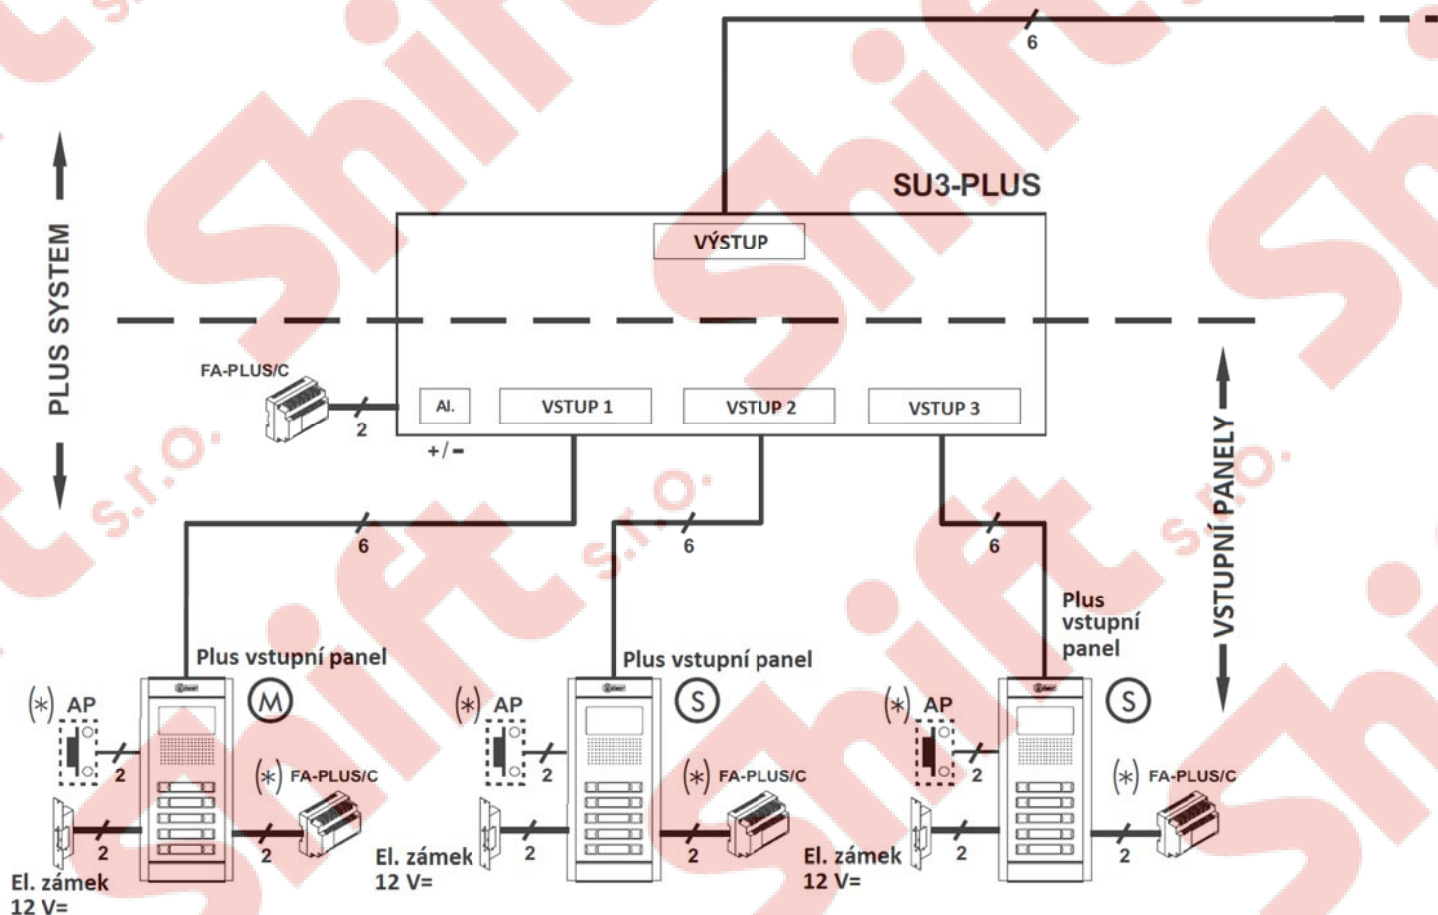 6
SU3-PLUS
VÝSTUP
PLUS SYSTEM
FA-PLUS/C
2
AI.
+/-
VSTUP 1
VSTUP 2
VSTUP 3
VSTUPNÍ PANELY
6
6
6
Plus vstupní panel
M
(*) AP
2
(*) FA-PLUS/C
2
2
El. zámek
12 V=
Plus vstupní panel
S
(*) AP
2
(*) FA-PLUS/C
2
2
El. zámek
12 V=
Plus
vstupní
panel
S
(*) AP
2
(*) FA-PLUS/C
2
2
El. zámek
12 V=
Shift
s.r.o.